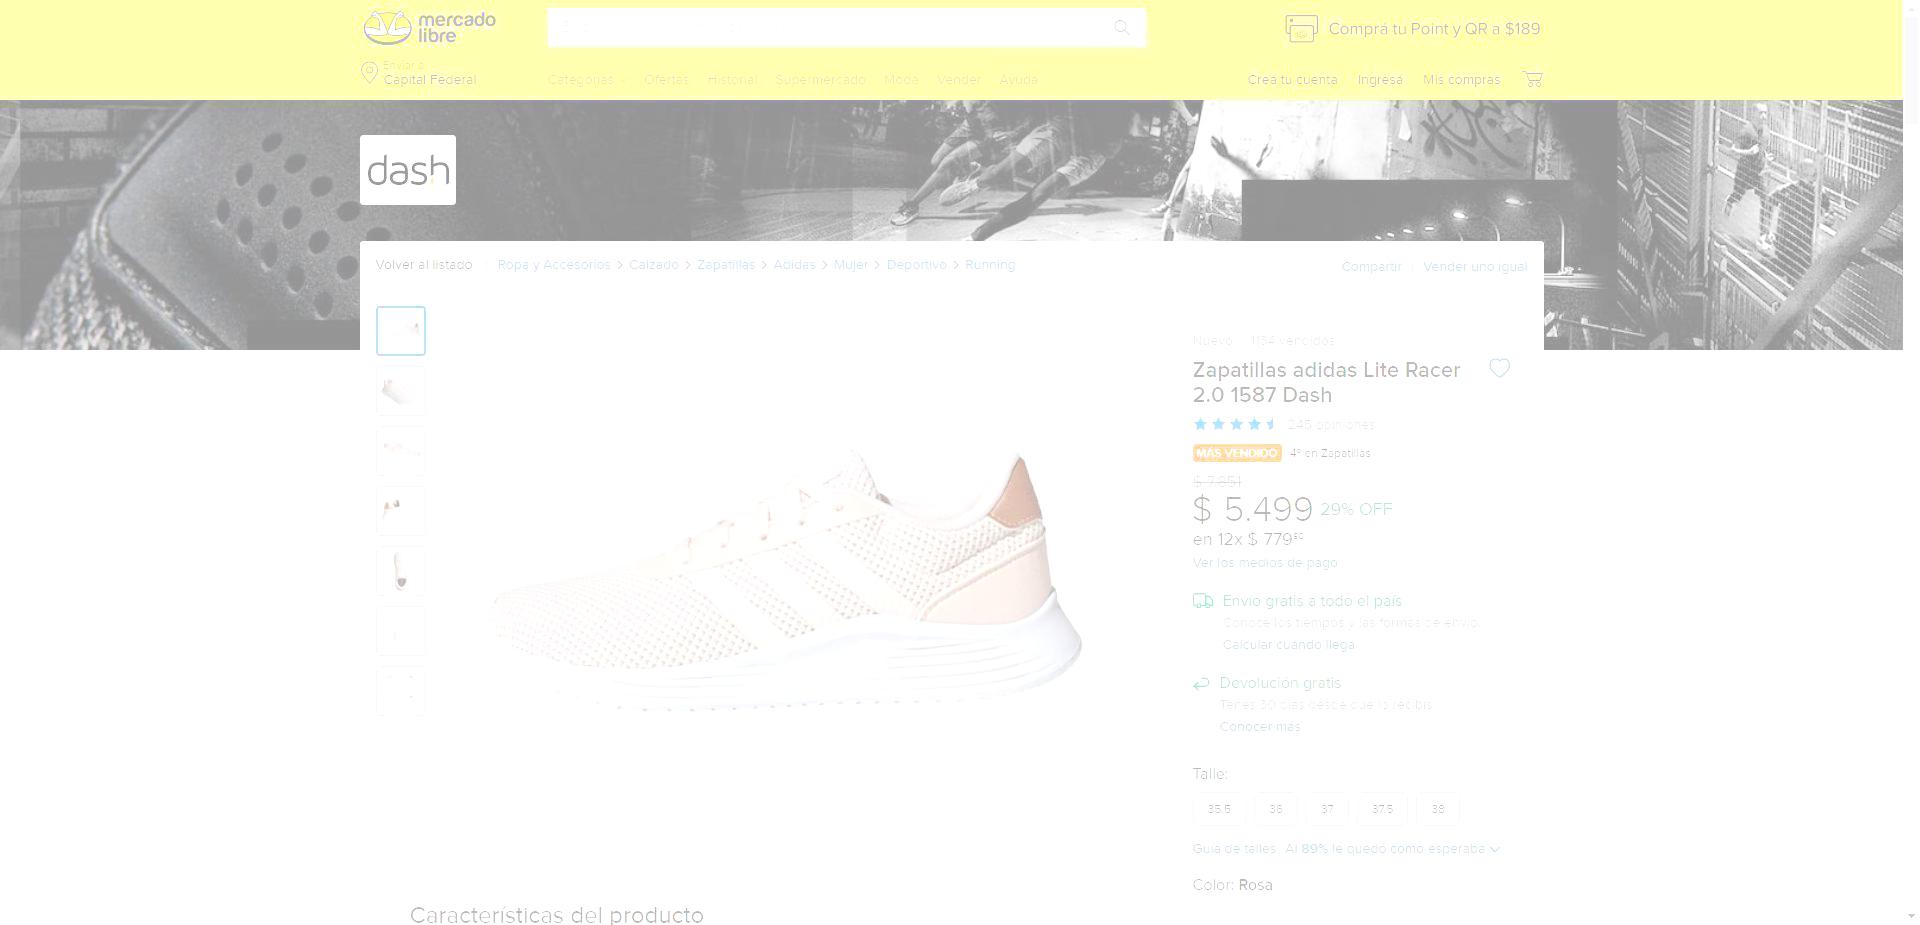 mercado
libre
Comprá tu Point y QR a $189
Enviar a
Capital Federal
Categorías Ofertas Historial Supermercado Moda Vender Ayuda
Creá tu cuenta Ingresá Mis compras
dash
Volver al listado Ropa y Accesorios > Calzado > Zapatillas > Adidas > Mujer > Deportivo > Running
Compartir Vender uno igual
Nuevo 1154 vendidos
Zapatillas adidas Lite Racer
2.0 1587 Dash
245 opiniones
MÁS VENDIDO 4º en Zapatillas
$ 7.851
$ 5.499 29% OFF
en 12x $ 779
Ver los medios de pago
Envío gratis a todo el país
Conocé los tiempos y las formas de envío.
Calcular cuándo llega
Devolución gratis
Tenés 30 días desde que lo recibís.
Conocer más
Talle:
35.5 36 37 37.5 38
Guía de talles. Al 89% le quedó como esperaba
Color: Rosa
Características del producto